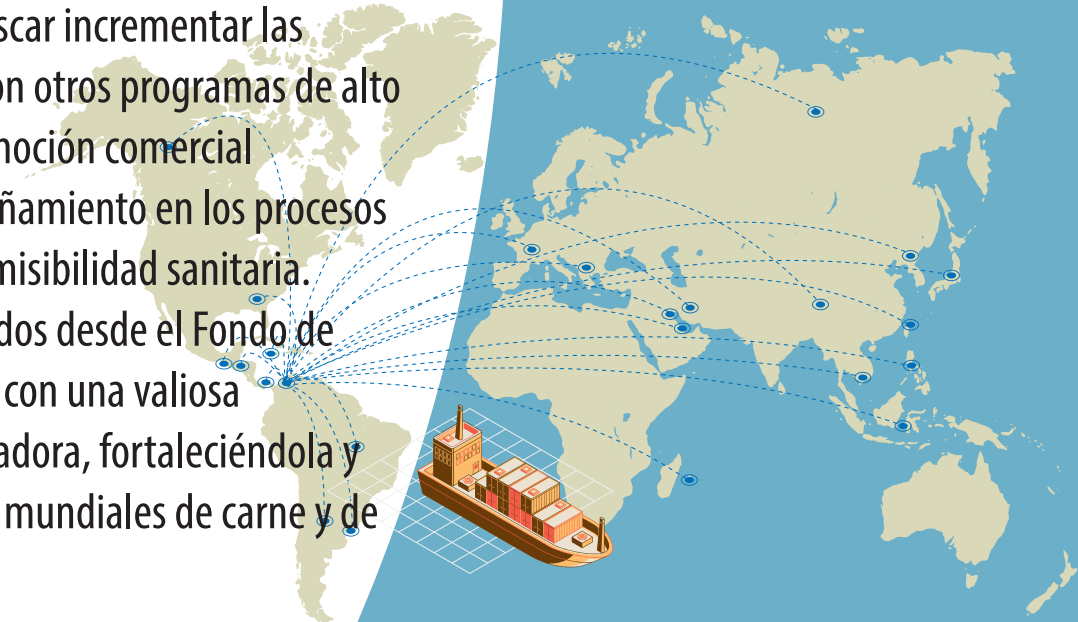 scar incrementar las
on otros programas de alto
noción comercial
ñamiento en los procesos
misibilidad sanitaria.
dos desde el Fondo de
con una valiosa
adora, fortaleciéndola y
mundiales de carne y de